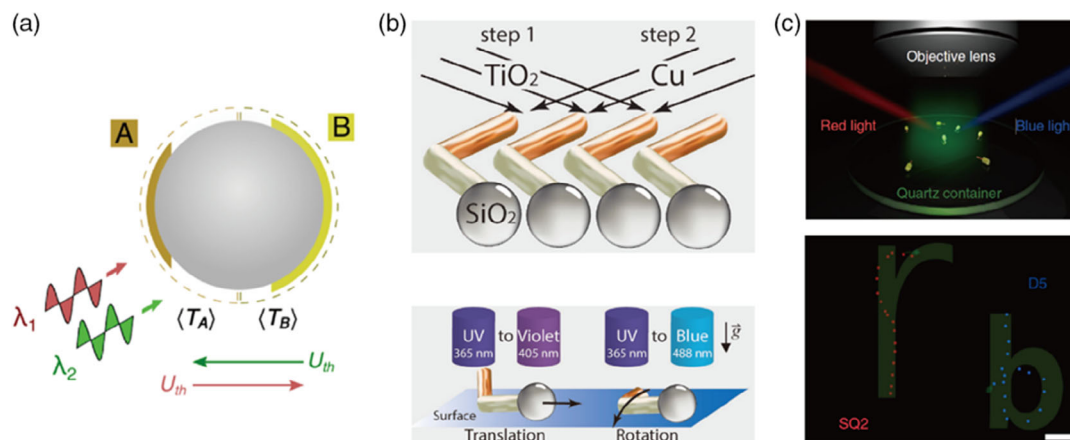 (a)
A
B
λ1
λ2
⟨TA⟩ ⟨TB⟩
Uth
Uth
(b)
step 1 step 2
TiO2 Cu
SiO2
UV to Violet UV to Blue g
365 nm 405 nm 365 nm 488 nm
Surface
Translation Rotation
(c)
Objective lens
Red light Blue ligh
Quartz container
r
D5
b
SQ2